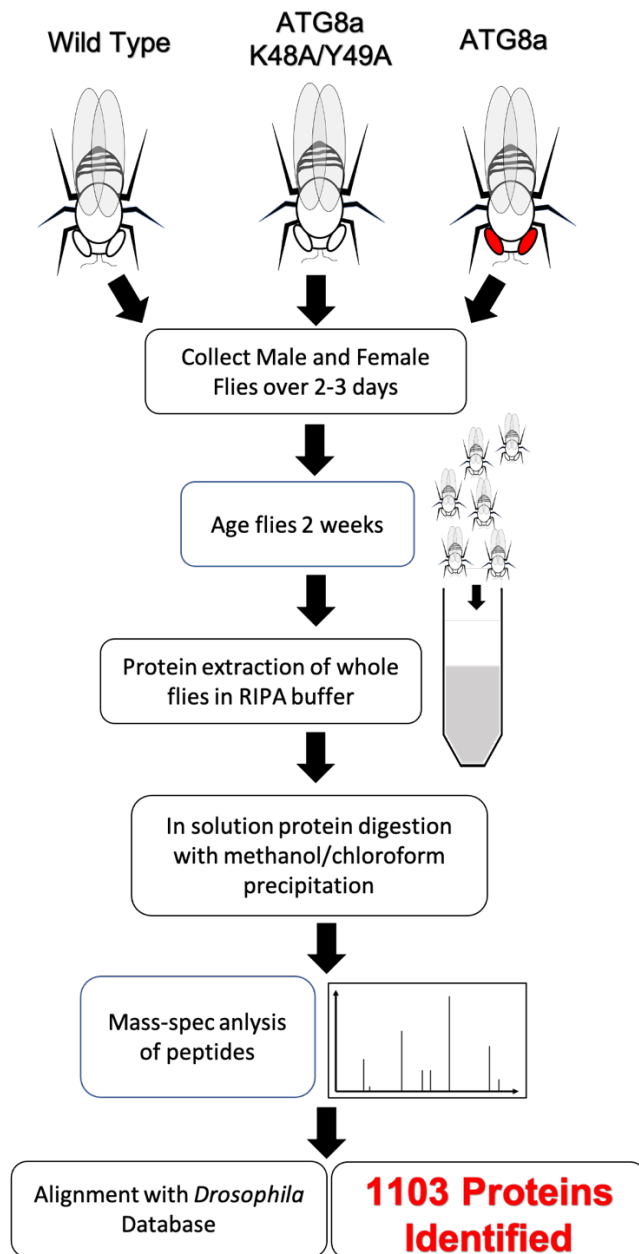 Wild Type
ATG8a
K48A/Y49A
ATG8a
Collect Male and Female
Flies over 2-3 days
Age flies 2 weeks
Protein extraction of whole
flies in RIPA buffer
In solution protein digestion
with methanol/chloroform
precipitation
Mass-spec anlysis
of peptides
Alignment with Drosophila
Database
1103 Proteins
Identified